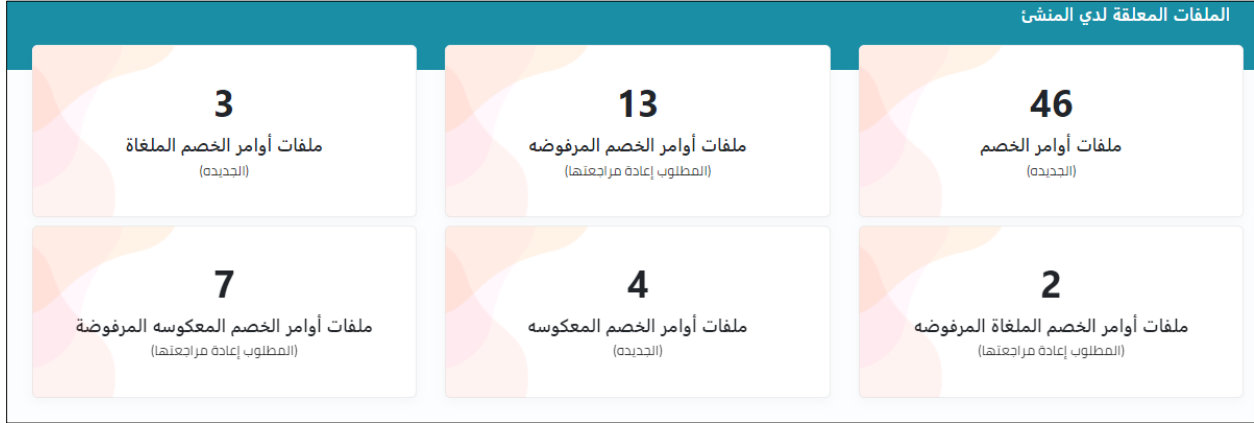 الملفات المعلقة لدي المنشئ
46
ملفات أوامر الخصم
(الجديده)
13
ملفات أوامر الخصم المرفوضه
(المطلوب إعادة مراجعتها)
3
ملفات أوامر الخصم الملغاة
(الجديده)
2
ملفات أوامر الخصم الملغاة المرفوضه
(المطلوب إعادة مراجعتها)
4
ملفات أوامر الخصم المعكوسه
(الجديده)
7
ملفات أوامر الخصم المعكوسه المرفوضة
(المطلوب إعادة مراجعتها)